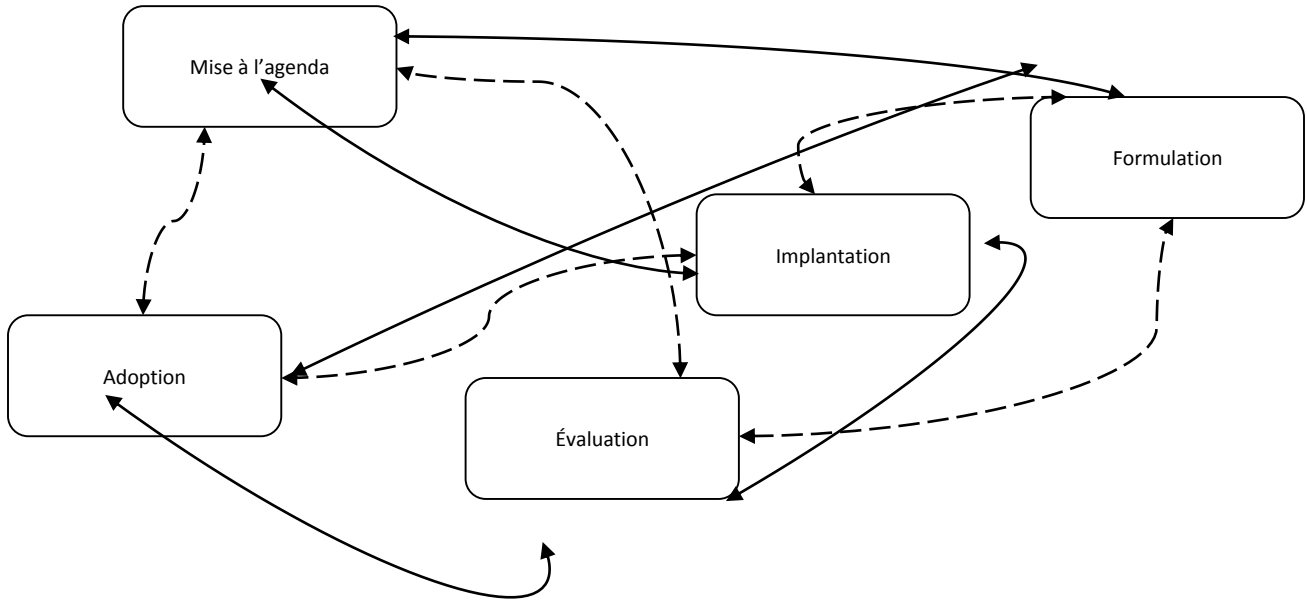 Mise à l’agenda
Formulation
Implantation
Adoption
Évaluation